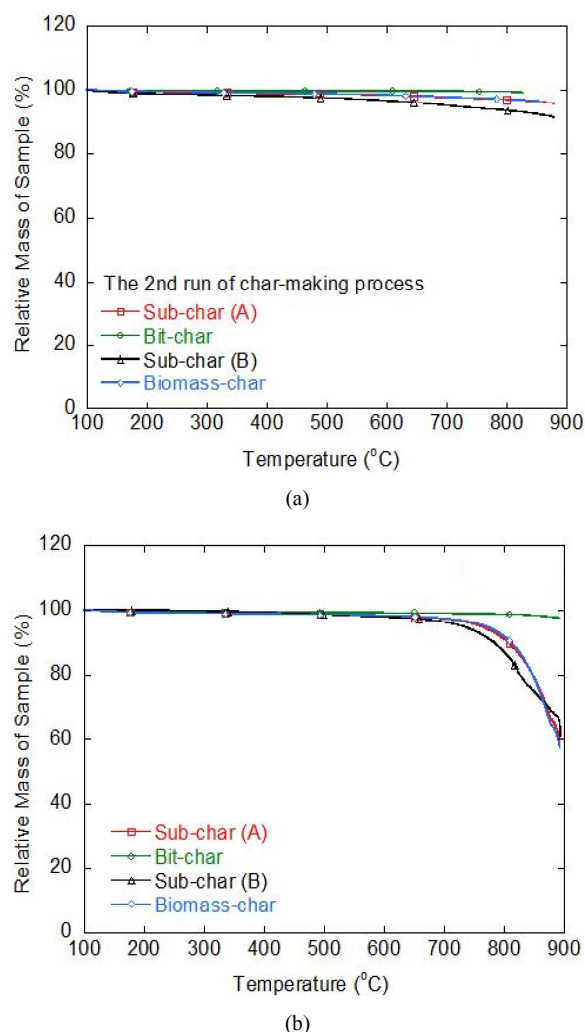 120
100
80
60
40
20
0
Relative Mass of Sample (%)
The 2nd run of char-making process
Sub-char (A)
Bit-char
Sub-char (B)
Biomass-char
100 200 300 400 500 600 700 800 900
Temperature (°C)
(a)
120
100
80
60
40
20
0
Relative Mass of Sample (%)
Sub-char (A)
Bit-char
Sub-char (B)
Biomass-char
100 200 300 400 500 600 700 800 900
Temperature (°C)
(b)